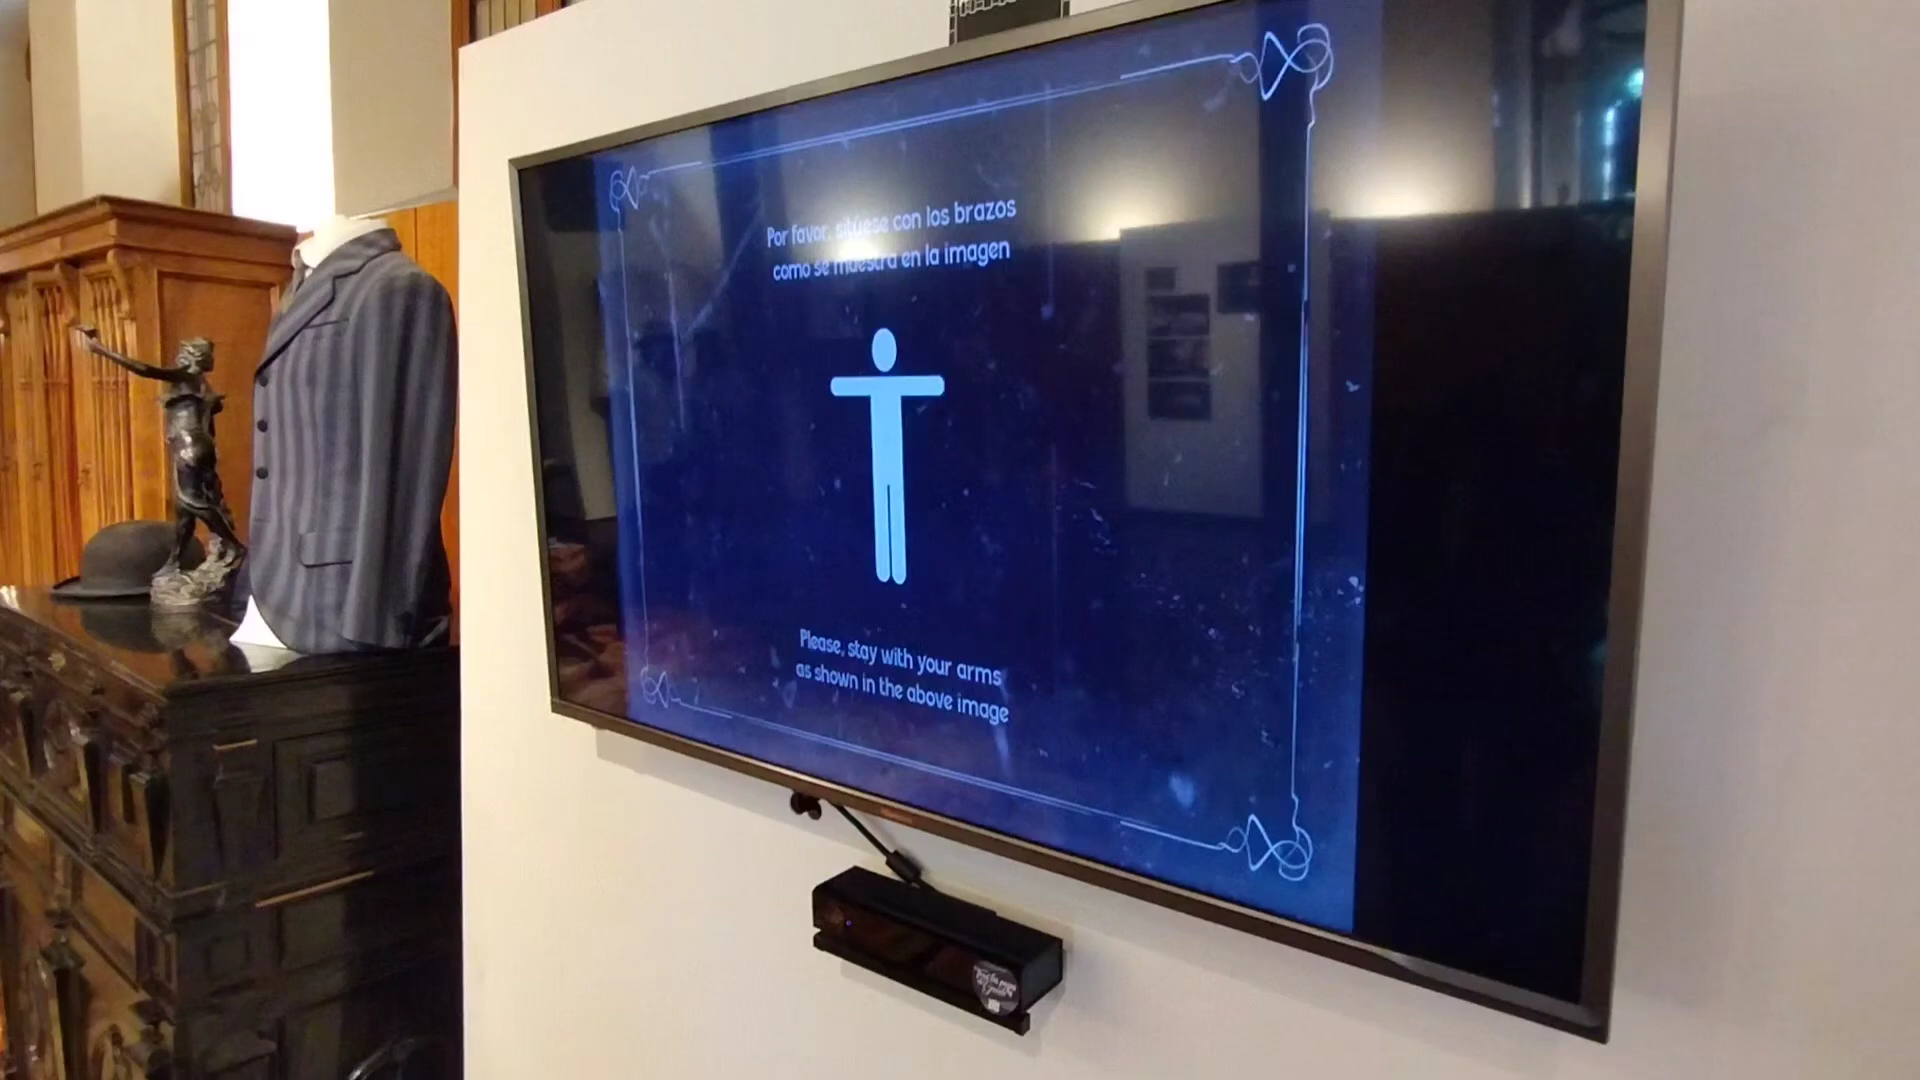 Por favor, sitúese con los brazos
como se muestra en la imagen
Please, stay with your arms
as shown in the above image